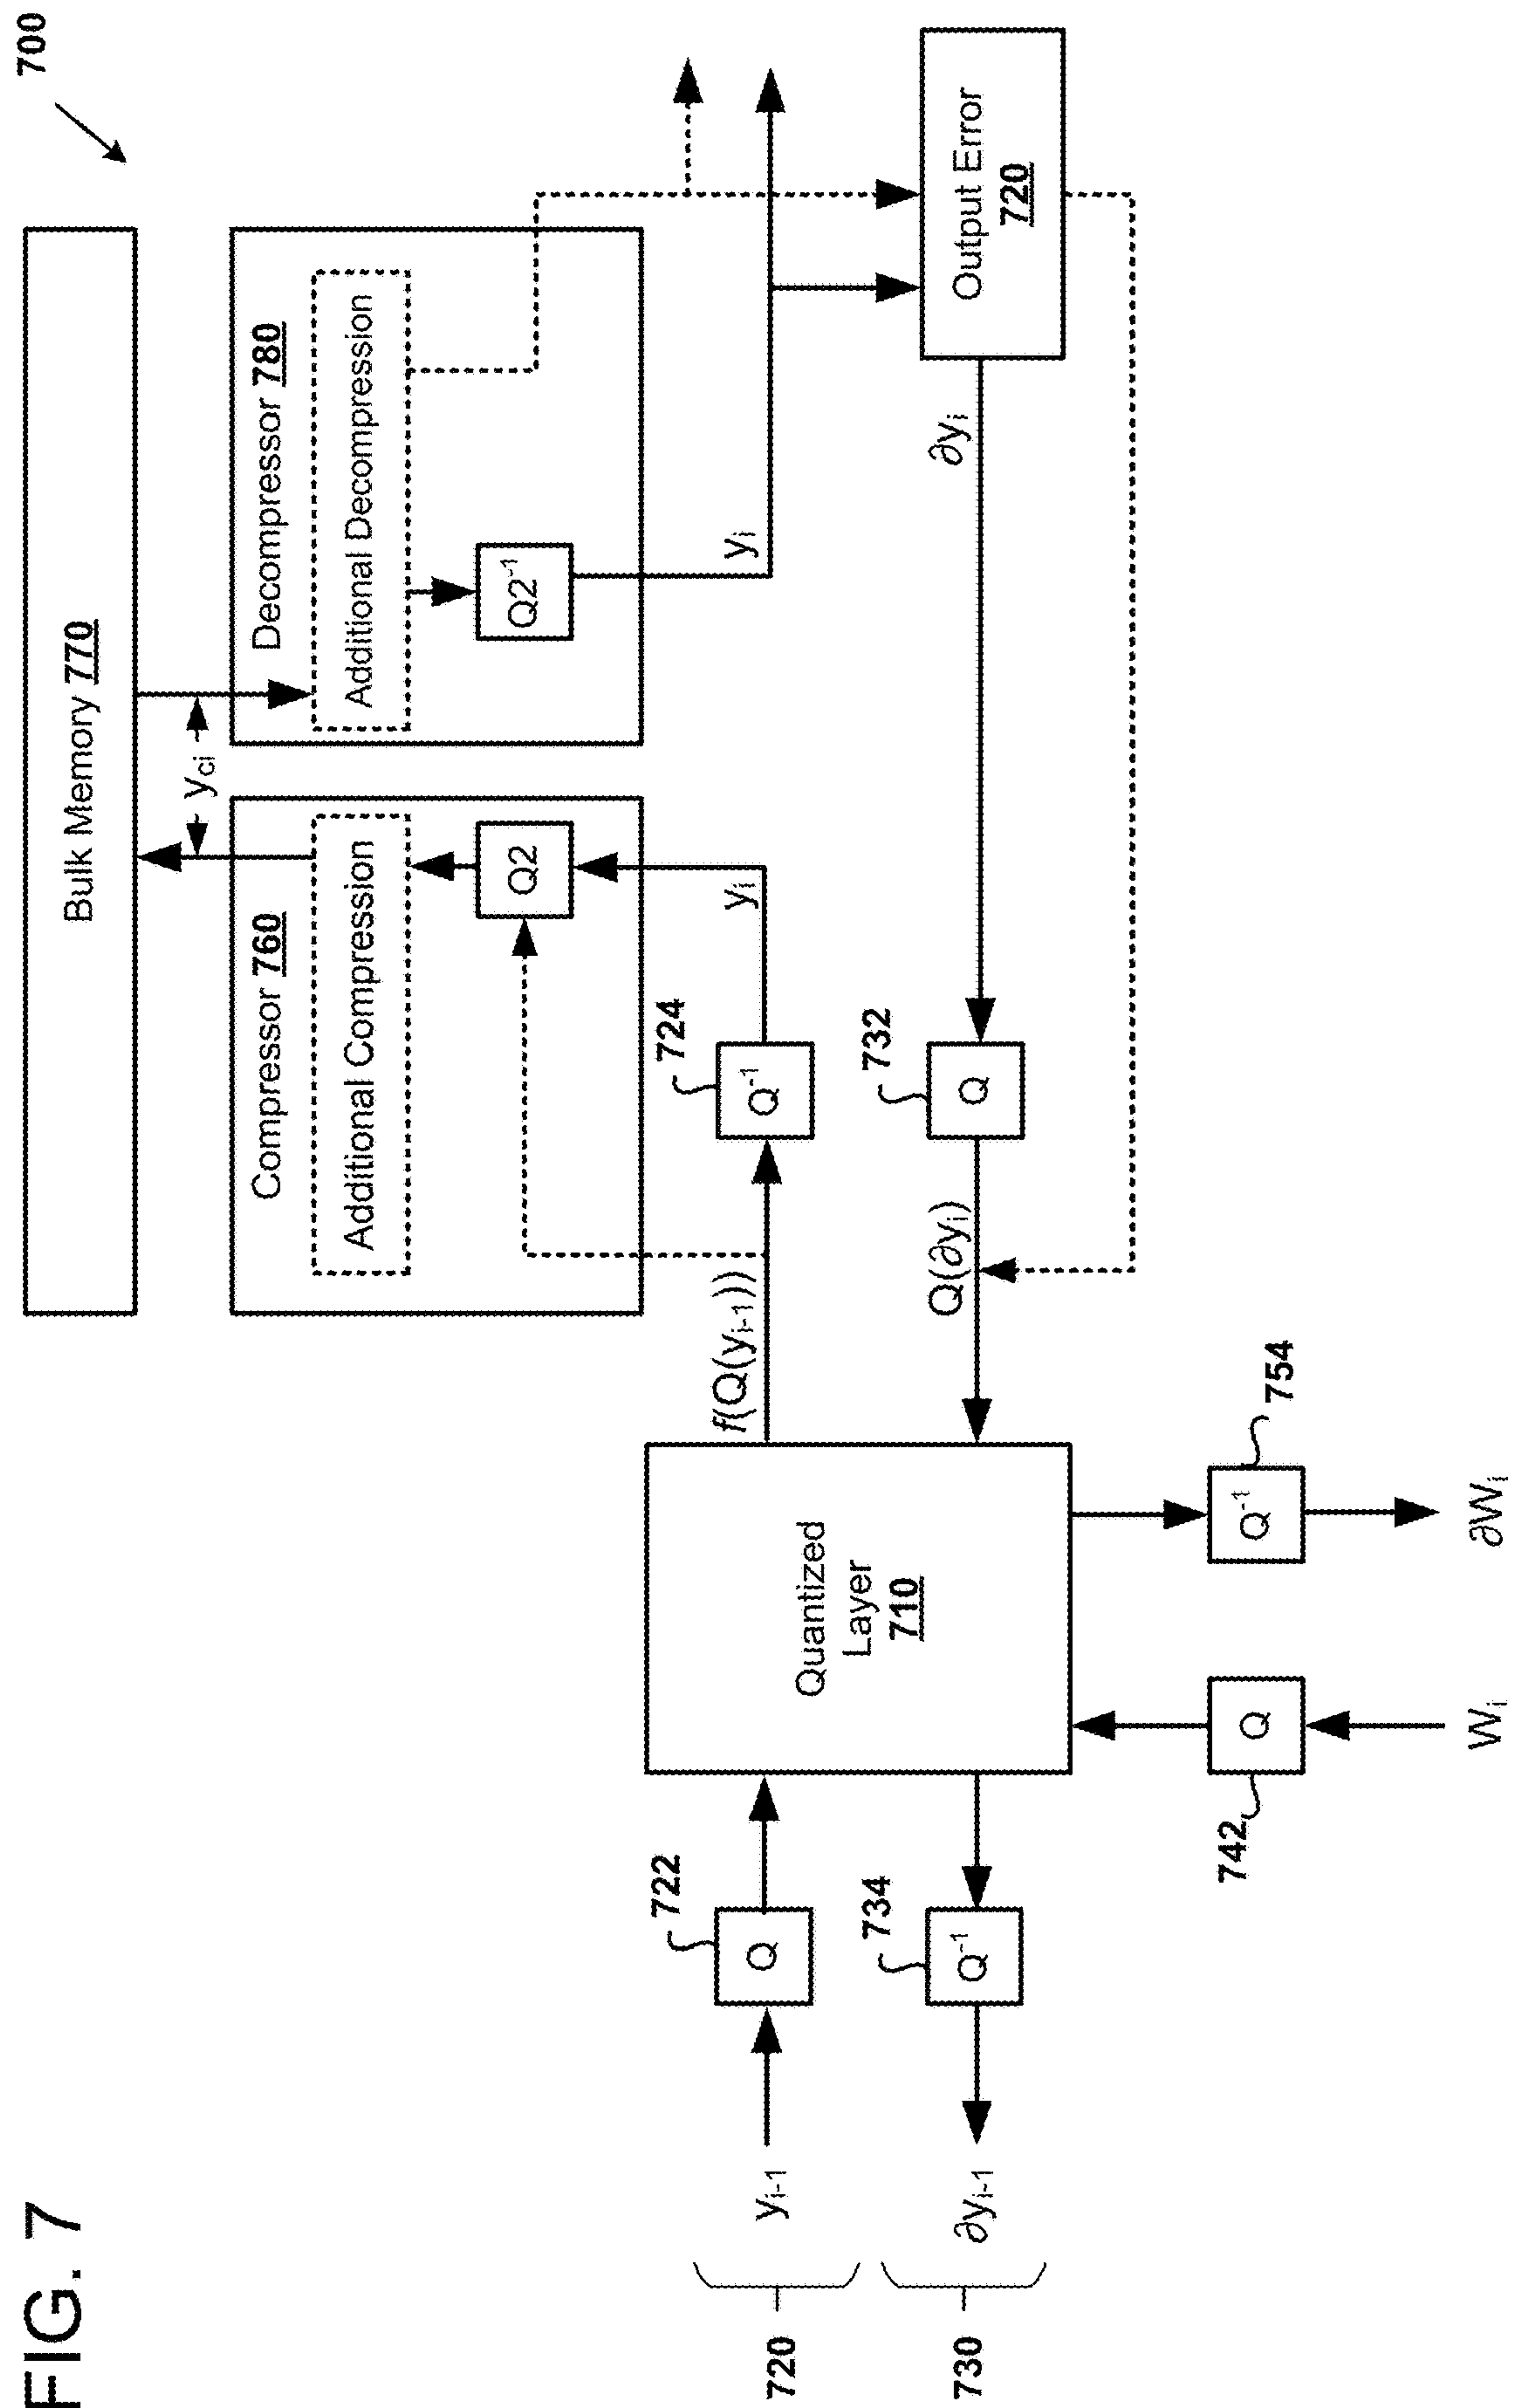 FIG. 7
700
Bulk Memory 770
Compressor 760
Additional Compression
Q2
yci
Decompressor 780
Additional Decompression
Q2-1
720
yi-1
722
Q
Quantized
Layer
710
f(Q(yi-1))
724
Q-1
yi
yi
730
∂yi-1
734
Q-1
Q(∂yi)
732
Q
∂yi
Output Error
720
742
Q
Wi
754
Q-1
∂Wi